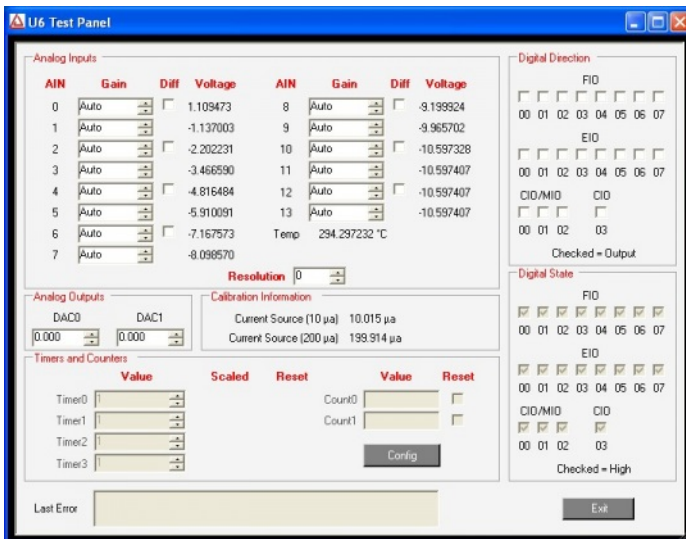 U6 Test Panel
Analog Inputs
AIN Gain Diff Voltage AIN Gain Diff Voltage
0 Auto 1.109473 8 Auto -9.199924
1 Auto -1.137003 9 Auto -9.965702
2 Auto -2.202231 10 Auto -10.597328
3 Auto -3.466590 11 Auto -10.597407
4 Auto -4.816484 12 Auto -10.597407
5 Auto -5.910091 13 Auto -10.597407
6 Auto -7.167573 Temp 294.297232 °C
7 Auto -8.098570
Resolution 0
Analog Outputs
DAC0 DAC1
0.000 0.000
Calibration Information
Current Source (10 µa) 10.015 µa
Current Source (200 µa) 199.914 µa
Timers and Counters
Value Scaled Reset Value Reset
Timer0 1 Count0
Timer1 1 Count1
Timer2 1
Timer3 1
Config
Last Error
Digital Direction
FIO
00 01 02 03 04 05 06 07
EIO
00 01 02 03 04 05 06 07
CIO/MIO CIO
00 01 02 03
Checked = Output
Digital State
FIO
00 01 02 03 04 05 06 07
EIO
00 01 02 03 04 05 06 07
CIO/MIO CIO
00 01 02 03
Checked = High
Exit